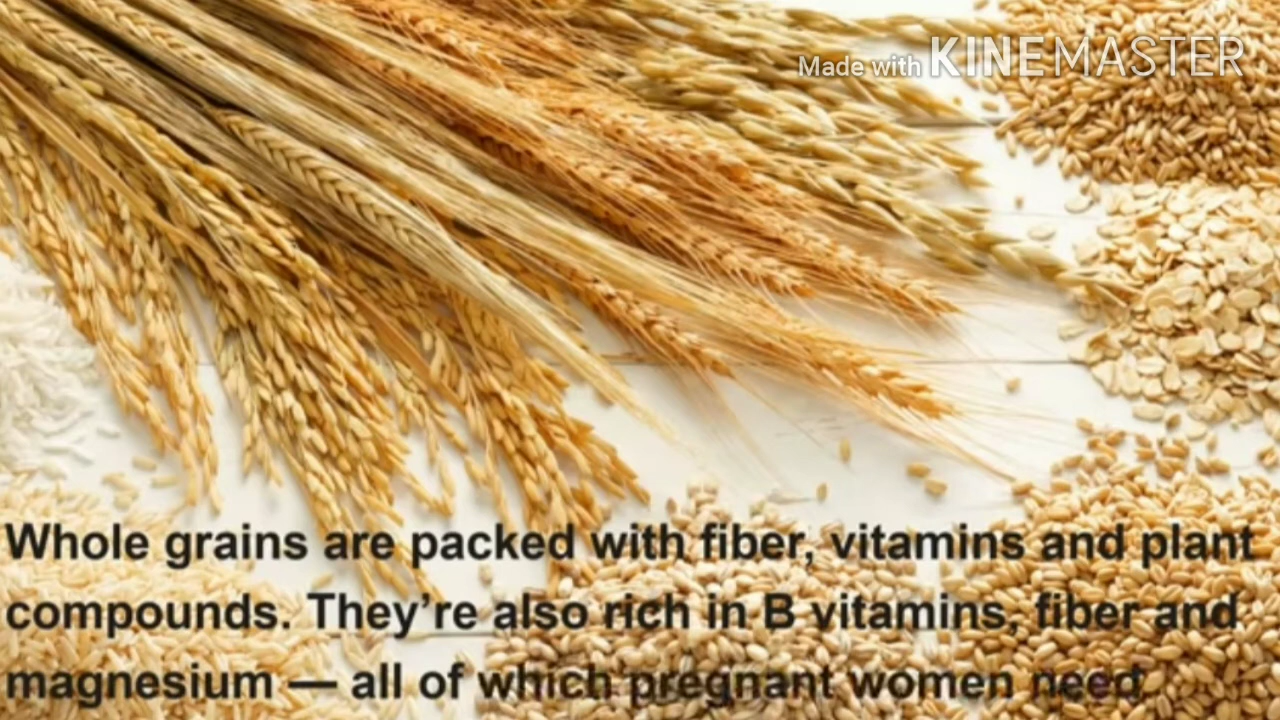 Made with KINEMASTER
Whole grains are packed with fiber, vitamins and plant
compounds. They’re also rich in B vitamins, fiber and
magnesium — all of which pregnant women need